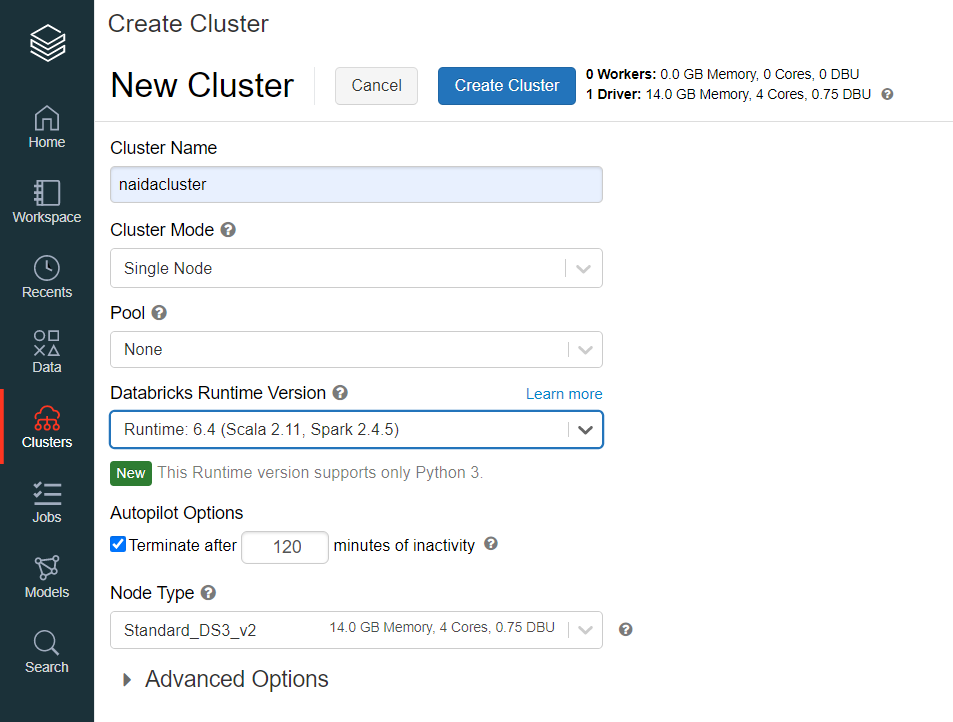 Create Cluster
New Cluster
Cancel
Create Cluster
0 Workers: 0.0 GB Memory, 0 Cores, 0 DBU
1 Driver: 14.0 GB Memory, 4 Cores, 0.75 DBU ?
Home
Workspace
Recents
Data
Clusters
Jobs
Models
Search
Cluster Name
naidacluster
Cluster Mode ?
Single Node
Pool ?
None
Databricks Runtime Version ? Learn more
Runtime: 6.4 (Scala 2.11, Spark 2.4.5)
New This Runtime version supports only Python 3.
Autopilot Options
Terminate after 120 minutes of inactivity ?
Node Type ?
Standard_DS3_v2 14.0 GB Memory, 4 Cores, 0.75 DBU ?
Advanced Options